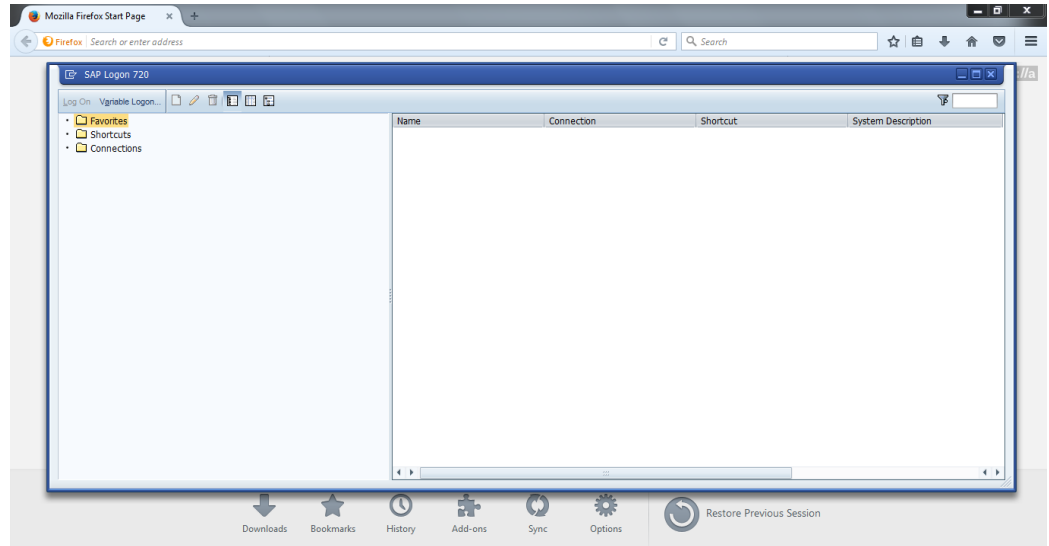 Mozilla Firefox Start Page
Firefox Search or enter address
Search
SAP Logon 720
Log On Variable Logon...
Favorites
Shortcuts
Connections
Name Connection Shortcut System Description
Downloads Bookmarks History Add-ons Sync Options Restore Previous Session